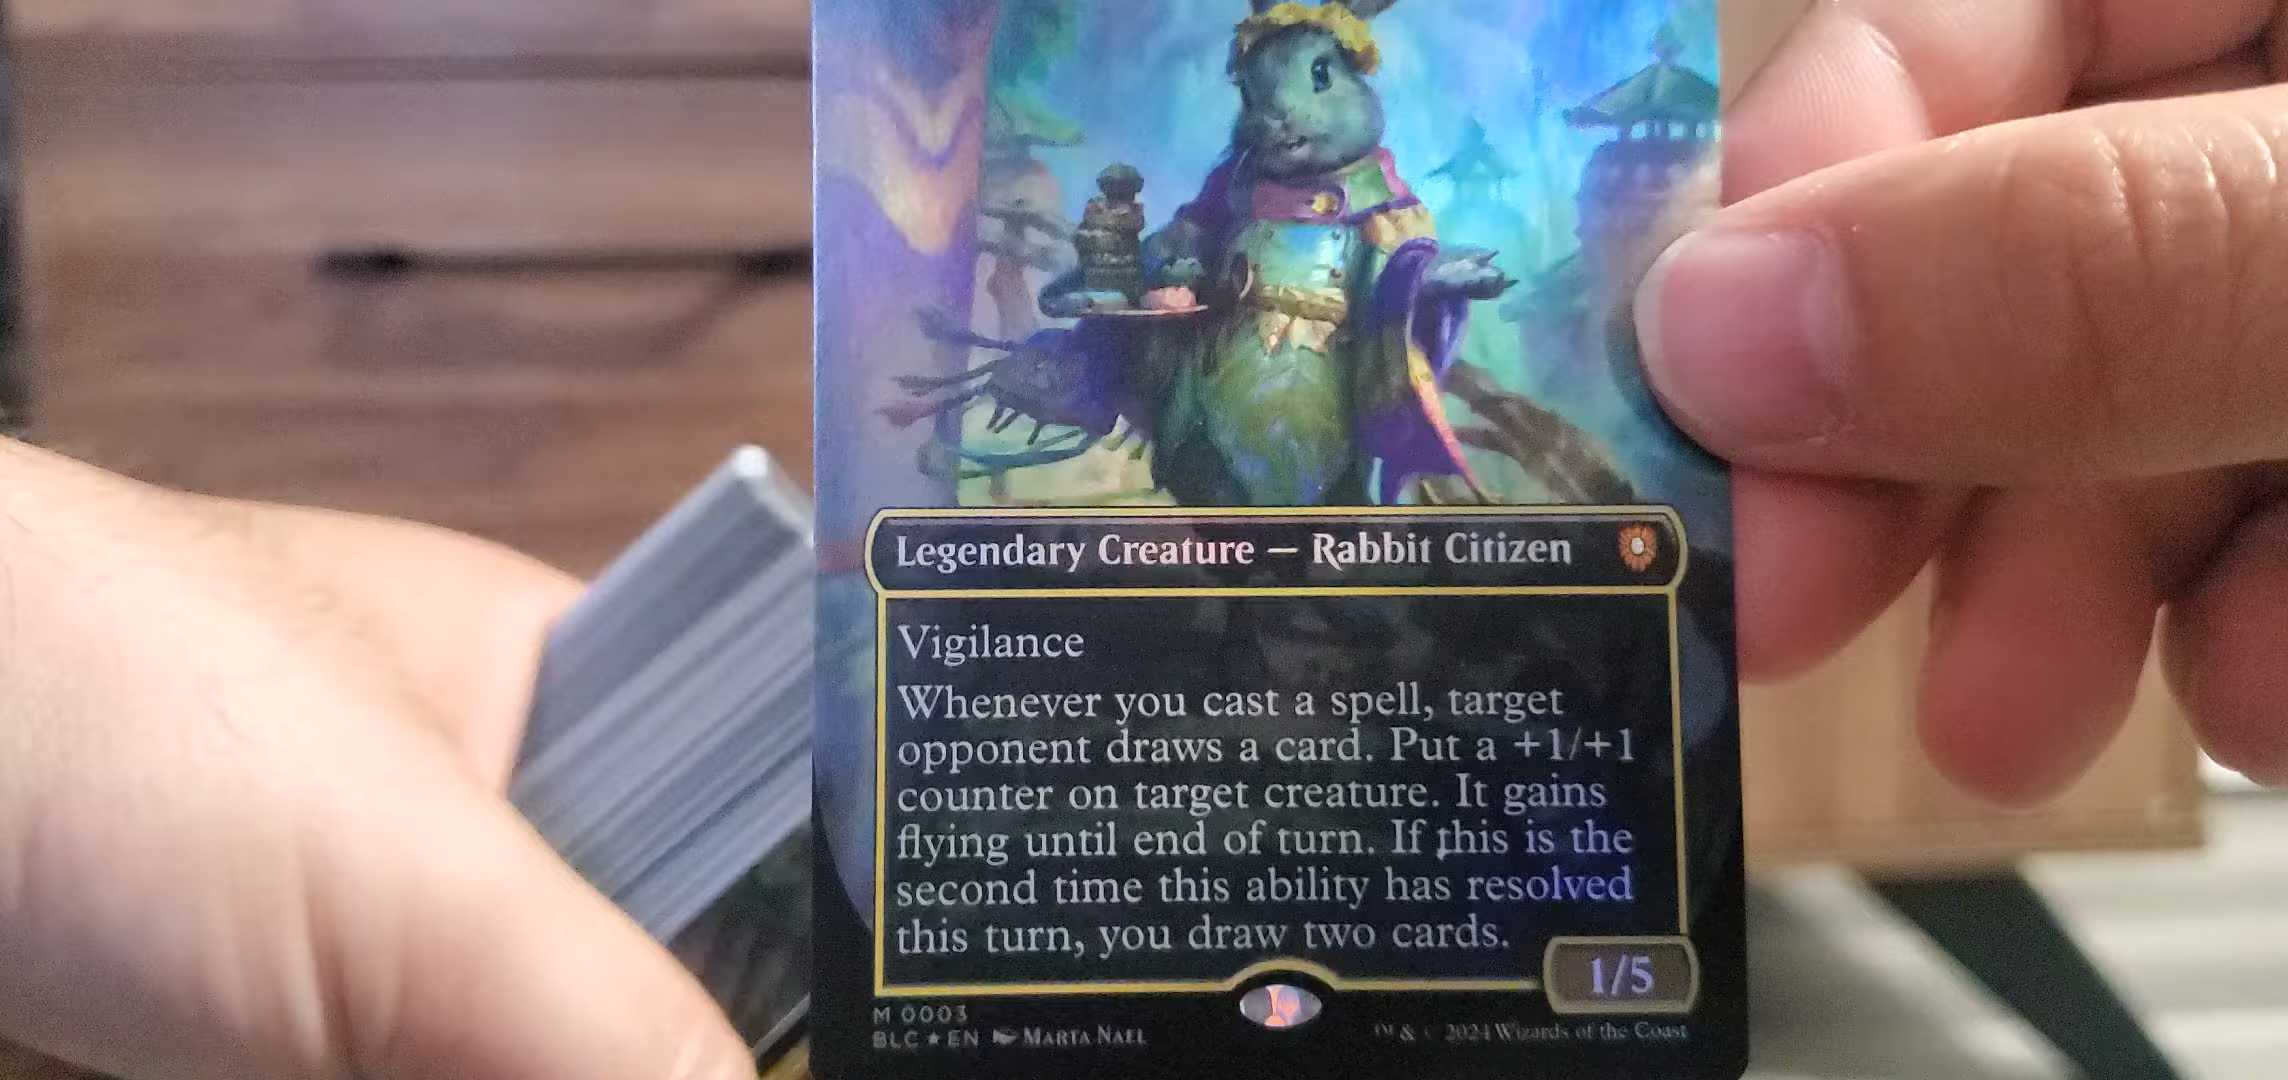 Legendary Creature — Rabbit Citizen
Vigilance
Whenever you cast a spell, target
opponent draws a card. Put a +1/+1
counter on target creature. It gains
flying until end of turn. If this is the
second time this ability has resolved
this turn, you draw two cards.
1/5
M 0003
BLC ★ EN Marta Nael
™ & © 2024 Wizards of the Coast